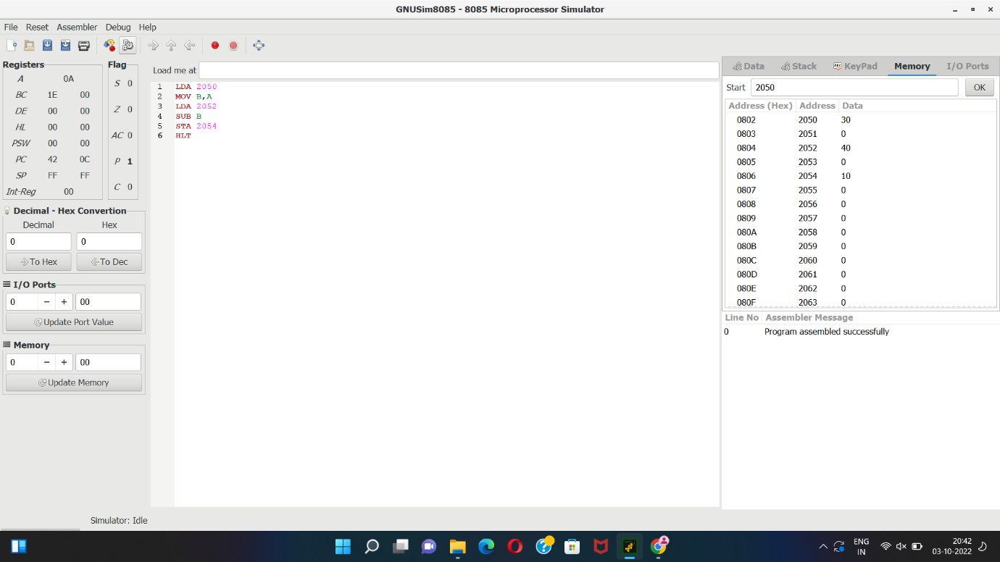 GNUSim8085 - 8085 Microprocessor Simulator
File Reset Assembler Debug Help
Registers
A 0A
BC 1E 00
DE 00 00
HL 00 00
PSW 00 00
PC 42 0C
SP FF FF
Int-Reg 00
Flag
S 0
Z 0
AC 0
P 1
C 0
Decimal - Hex Convertion
Decimal Hex
0 0
To Hex To Dec
I/O Ports
0 − + 00
Update Port Value
Memory
0 − + 00
Update Memory
Load me at
1 LDA 2050
2 MOV B,A
3 LDA 2052
4 SUB B
5 STA 2054
6 HLT
Data Stack Abc KeyPad Memory I/O Ports
Start 2050 OK
Address (Hex) Address Data
0802 2050 30
0803 2051 0
0804 2052 40
0805 2053 0
0806 2054 10
0807 2055 0
0808 2056 0
0809 2057 0
080A 2058 0
080B 2059 0
080C 2060 0
080D 2061 0
080E 2062 0
080F 2063 0
Line No Assembler Message
0 Program assembled successfully
Simulator: Idle
ENG
IN
20:42
03-10-2022